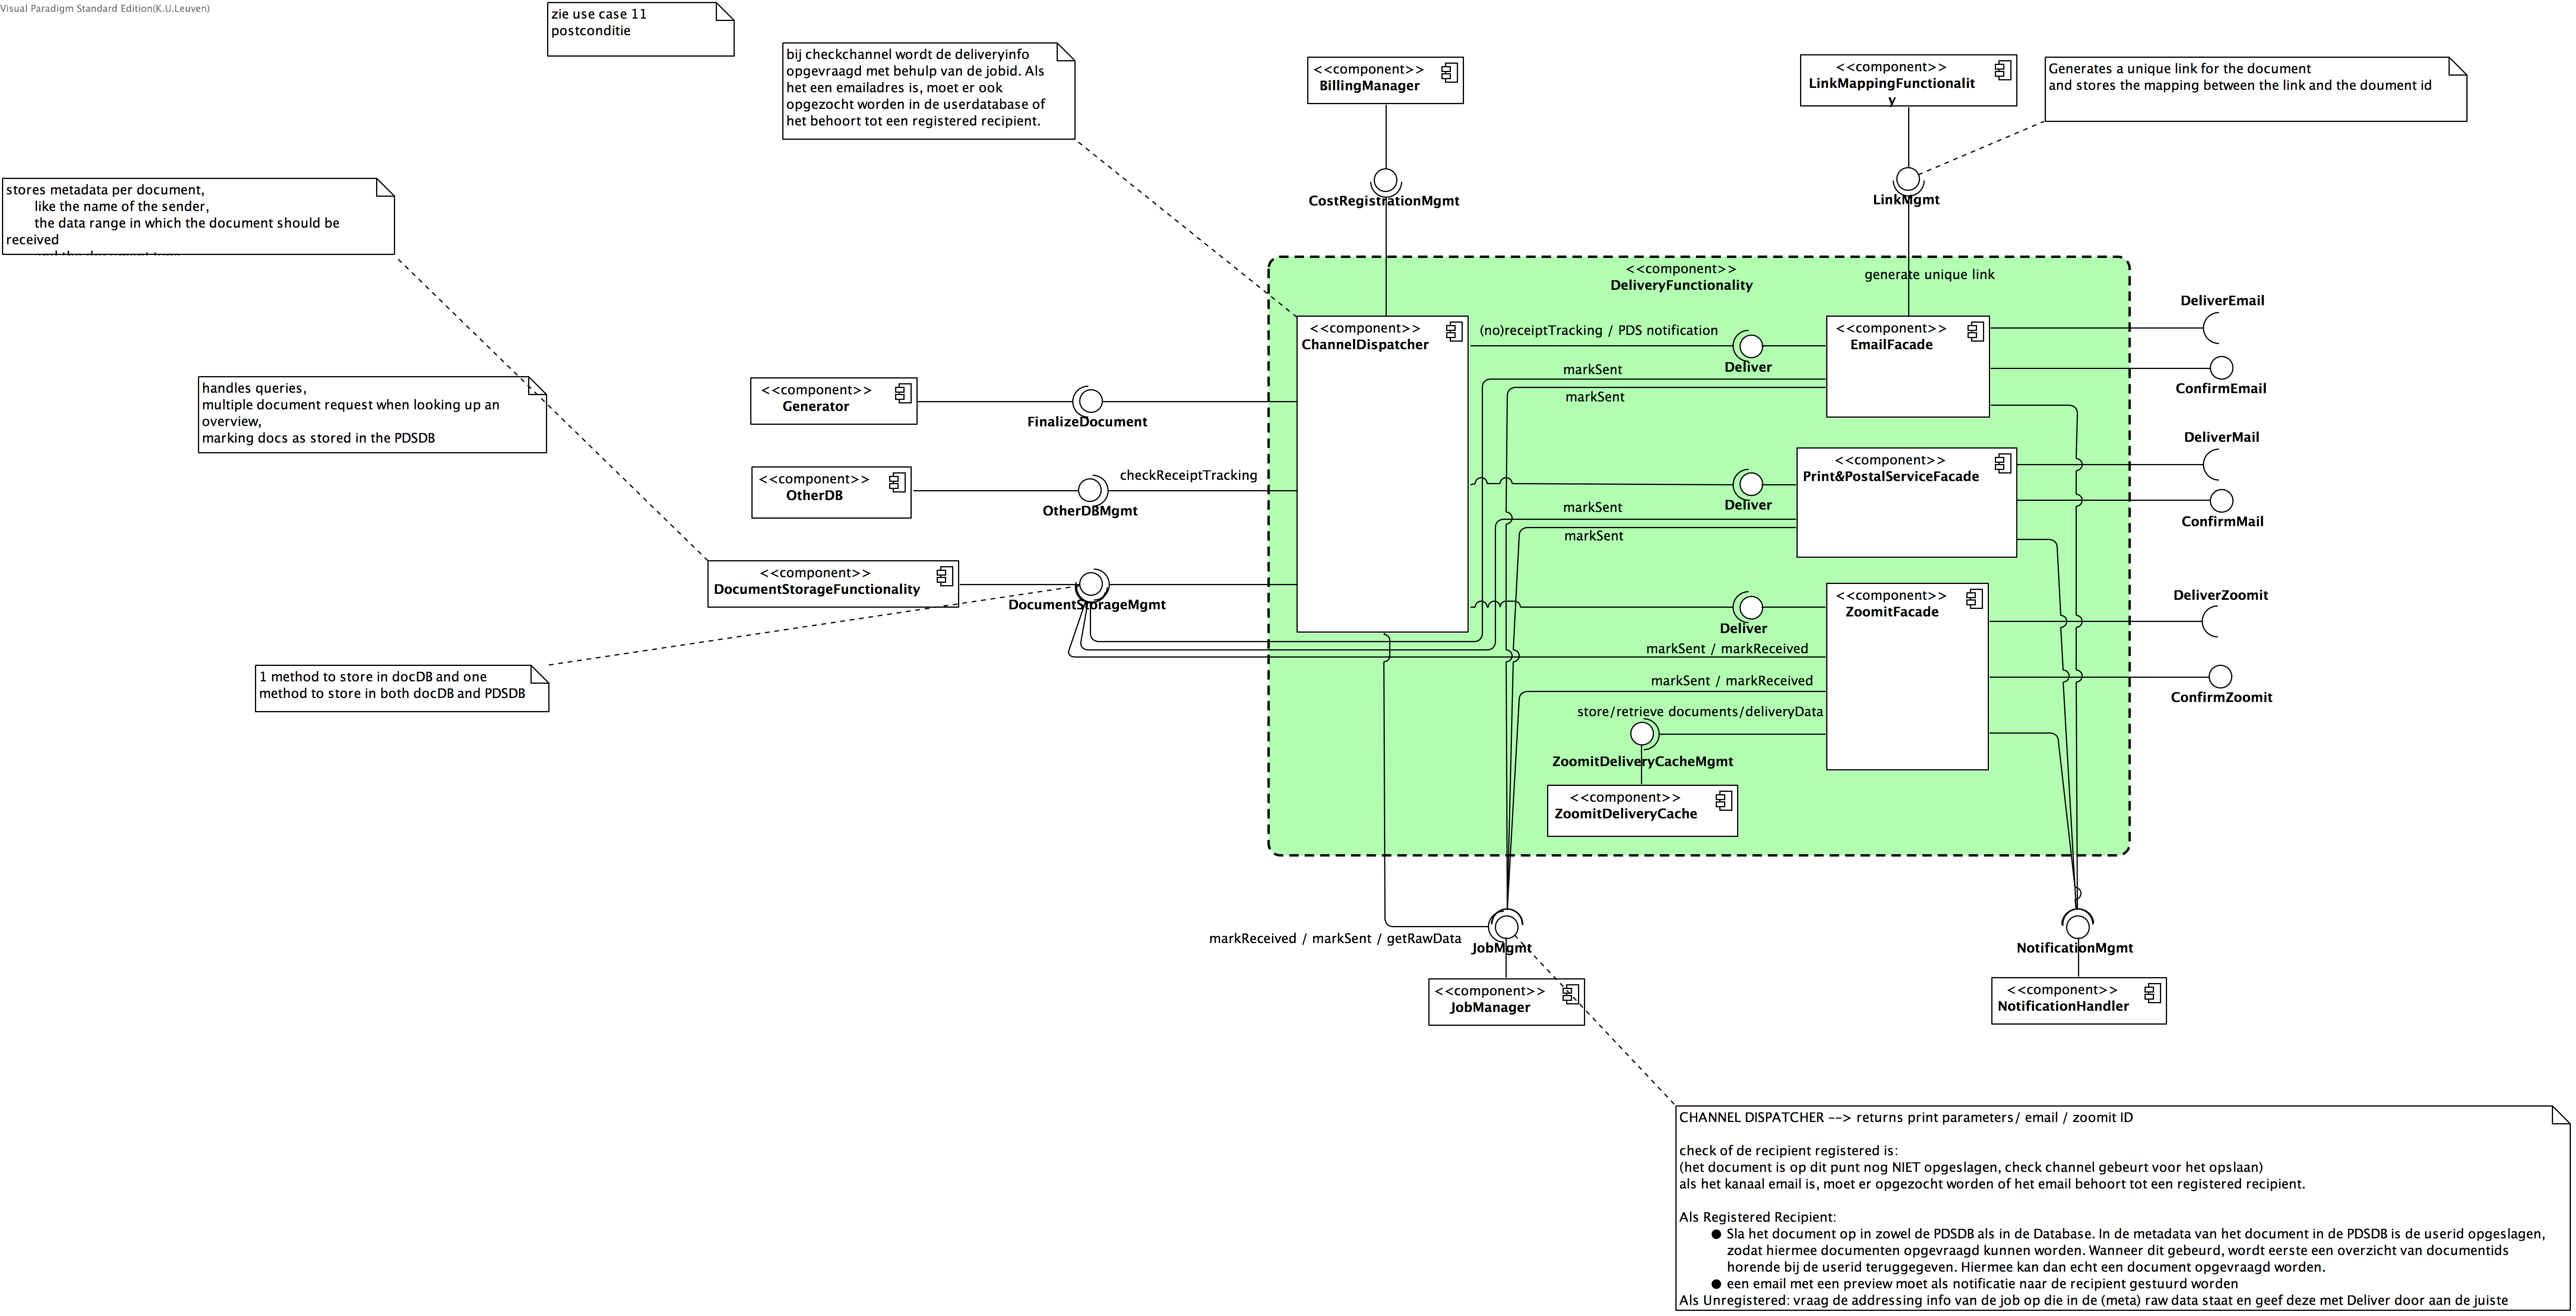 Visual Paradigm Standard Edition(K.U.Leuven)
zie use case 11
postconditie
bij checkchannel wordt de deliveryinfo
opgevraagd met behulp van de jobid. Als
het een emailadres is, moet er ook
opgezocht worden in de userdatabase of
het behoort tot een registered recipient.
<<component>>
BillingManager
<<component>>
LinkMappingFunctionalit
y
Generates a unique link for the document
and stores the mapping between the link and the doument id
stores metadata per document,
like the name of the sender,
the data range in which the document should be
received
CostRegistrationMgmt
LinkMgmt
<<component>>
DeliveryFunctionality
generate unique link
handles queries,
multiple document request when looking up an
overview,
marking docs as stored in the PDSDB
<<component>>
Generator
FinalizeDocument
<<component>>
OtherDB
checkReceiptTracking
OtherDBMgmt
<<component>>
DocumentStorageFunctionality
DocumentStorageMgmt
1 method to store in docDB and one
method to store in both docDB and PDSDB
<<component>>
ChannelDispatcher
(no)receiptTracking / PDS notification
Deliver
markSent
markSent
<<component>>
EmailFacade
DeliverEmail
ConfirmEmail
Deliver
markSent
markSent
<<component>>
Print&PostalServiceFacade
DeliverMail
ConfirmMail
Deliver
markSent / markReceived
markSent / markReceived
store/retrieve documents/deliveryData
<<component>>
ZoomitFacade
DeliverZoomit
ConfirmZoomit
ZoomitDeliveryCacheMgmt
<<component>>
ZoomitDeliveryCache
markReceived / markSent / getRawData
JobMgmt
NotificationMgmt
<<component>>
JobManager
<<component>>
NotificationHandler
CHANNEL DISPATCHER --> returns print parameters/ email / zoomit ID
check of de recipient registered is:
(het document is op dit punt nog NIET opgeslagen, check channel gebeurt voor het opslaan)
als het kanaal email is, moet er opgezocht worden of het email behoort tot een registered recipient.
Als Registered Recipient:
● Sla het document op in zowel de PDSDB als in de Database. In de metadata van het document in de PDSDB is de userid opgeslagen,
zodat hiermee documenten opgevraagd kunnen worden. Wanneer dit gebeurd, wordt eerste een overzicht van documentids
horende bij de userid teruggegeven. Hiermee kan dan echt een document opgevraagd worden.
● een email met een preview moet als notificatie naar de recipient gestuurd worden
Als Unregistered: vraag de addressing info van de job op die in de (meta) raw data staat en geef deze met Deliver door aan de juiste